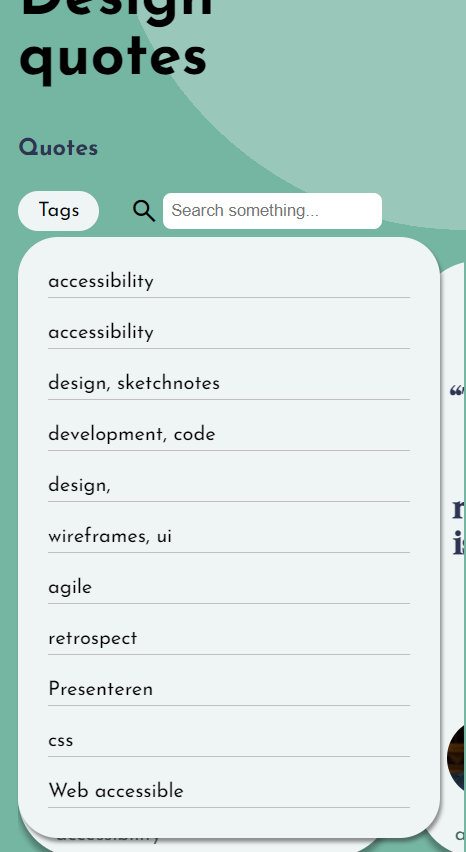 Design
quotes
Quotes
Tags
Search something...
accessibility
accessibility
design, sketchnotes
development, code
design,
wireframes, ui
agile
retrospect
Presenteren
css
Web accessible
accessibility